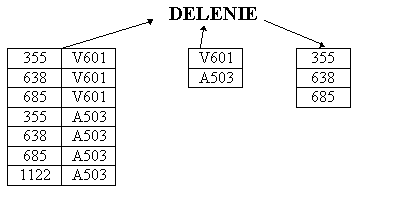 DELENIE
355 V601 V601 355
638 V601 A503 638
685 V601 685
355 A503
638 A503
685 A503
1122 A503